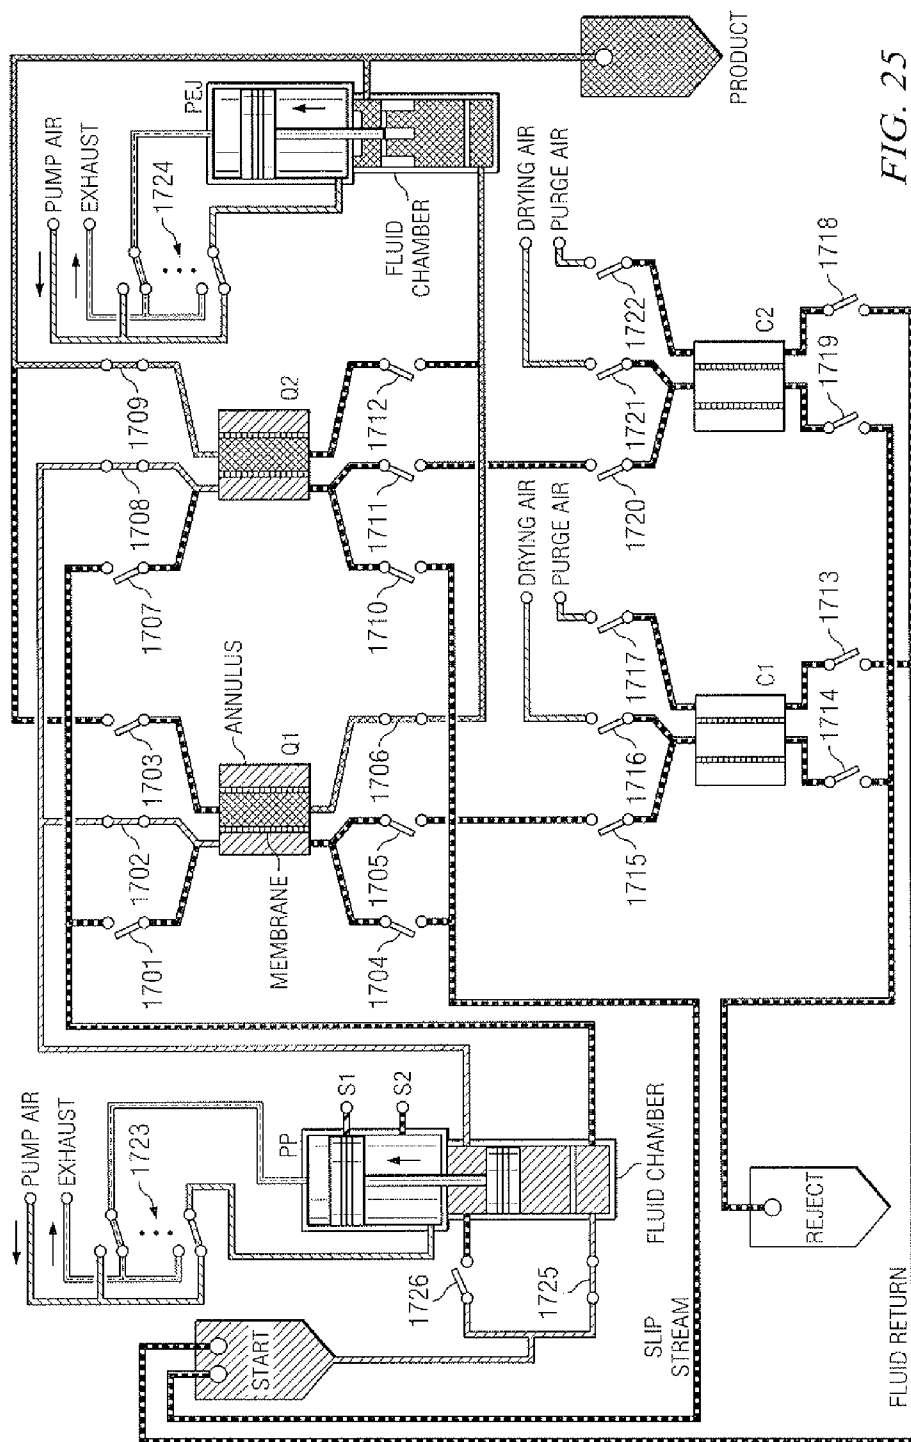 PUMP AIR
EXHAUST
1724
PEJ
FLUID
CHAMBER
PRODUCT
1709
1708
1707
Q2
1712
1711
1710
1703
1702
1701
ANNULUS
Q1
MEMBRANE
1706
1705
1704
DRYING AIR
PURGE AIR
1722
1721
1720
C2
1718
1719
DRYING AIR
PURGE AIR
1717
1716
1715
C1
1713
1714
PUMP AIR
EXHAUST
1723
PP
S1
S2
FLUID CHAMBER
1726
1725
START
SLIP
STREAM
REJECT
FLUID RETURN
FIG. 25